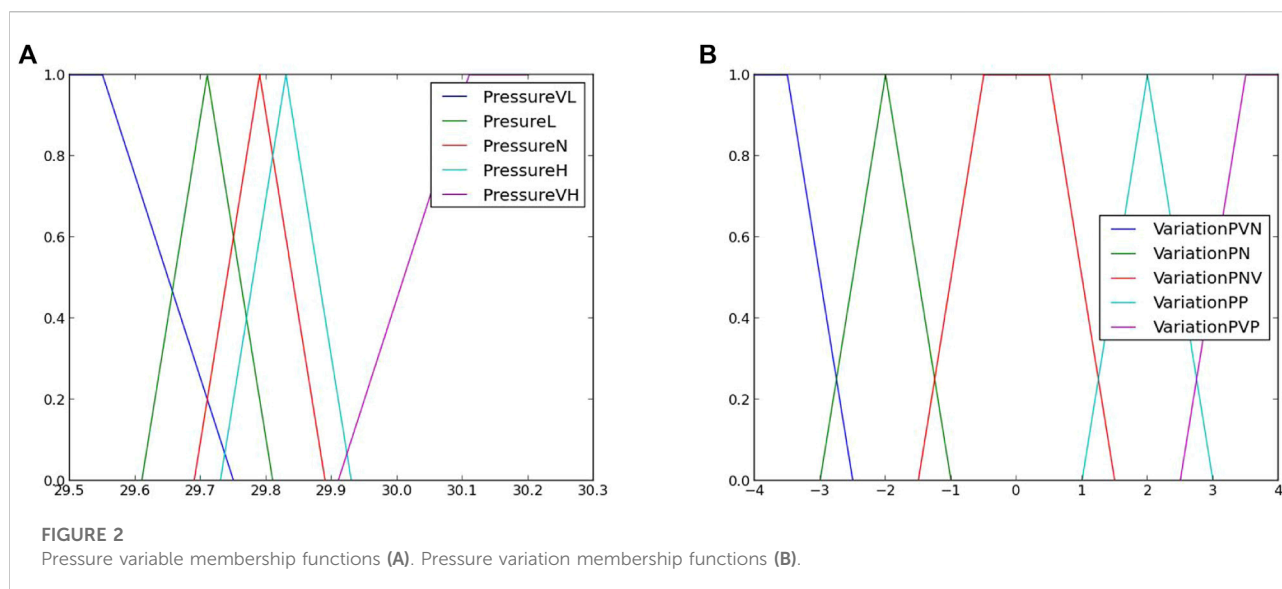 A
1.0
0.8
0.6
0.4
0.2
0.0
29.5 29.6 29.7 29.8 29.9 30.0 30.1 30.2 30.3
PressureVL
PresureL
PressureN
PressureH
PressureVH
B
1.0
0.8
0.6
0.4
0.2
0.0
−4 −3 −2 −1 0 1 2 3 4
VariationPVN
VariationPN
VariationPNV
VariationPP
VariationPVP
FIGURE 2
Pressure variable membership functions (A). Pressure variation membership functions (B).